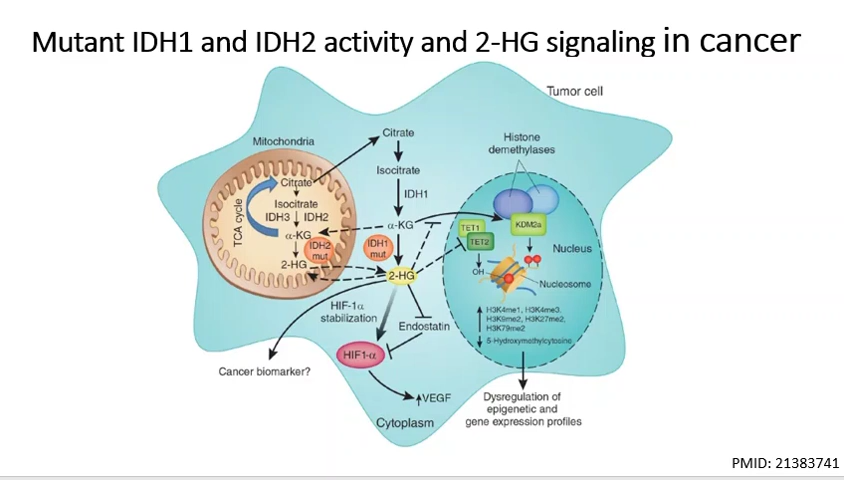 Mutant IDH1 and IDH2 activity and 2-HG signaling in cancer
Tumor cell
Mitochondria
Citrate
Isocitrate
IDH3
IDH2
α-KG
IDH2
mut
2-HG
TCA cycle
Citrate
Isocitrate
IDH1
α-KG
IDH1
mut
2-HG
HIF-1α
stabilization
Endostatin
HIF1-α
Cancer biomarker?
VEGF
Cytoplasm
Histone
demethylases
TET1
TET2
KDM2a
Nucleus
OH
Nucleosome
H3K4me1, H3K4me3,
H3K9me2, H3K27me2,
H3K79me2
5-Hydroxymethylcytosine
Dysregulation of
epigenetic and
gene expression profiles
PMID: 21383741